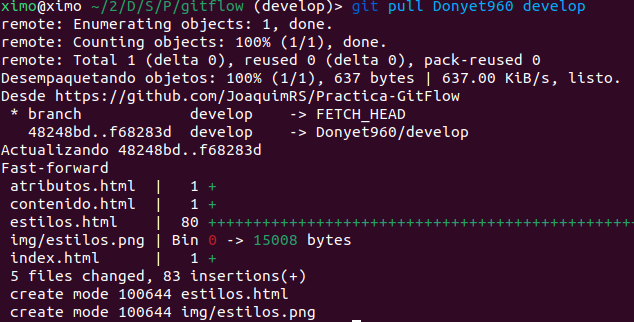 ximo@ximo ~/2/D/S/P/gitflow (develop)> git pull Donyet960 develop
remote: Enumerating objects: 1, done.
remote: Counting objects: 100% (1/1), done.
remote: Total 1 (delta 0), reused 0 (delta 0), pack-reused 0
Desempaquetando objetos: 100% (1/1), 637 bytes | 637.00 KiB/s, listo.
Desde https://github.com/JoaquimRS/Practica-GitFlow
 * branch            develop    -> FETCH_HEAD
   48248bd..f68283d  develop    -> Donyet960/develop
Actualizando 48248bd..f68283d
Fast-forward
 atributos.html  |   1 +
 contenido.html  |   1 +
 estilos.html    |  80 ++++++++++++++++++++++++++++++++++++++++++++++++
 img/estilos.png | Bin 0 -> 15008 bytes
 index.html      |   1 +
 5 files changed, 83 insertions(+)
 create mode 100644 estilos.html
 create mode 100644 img/estilos.png